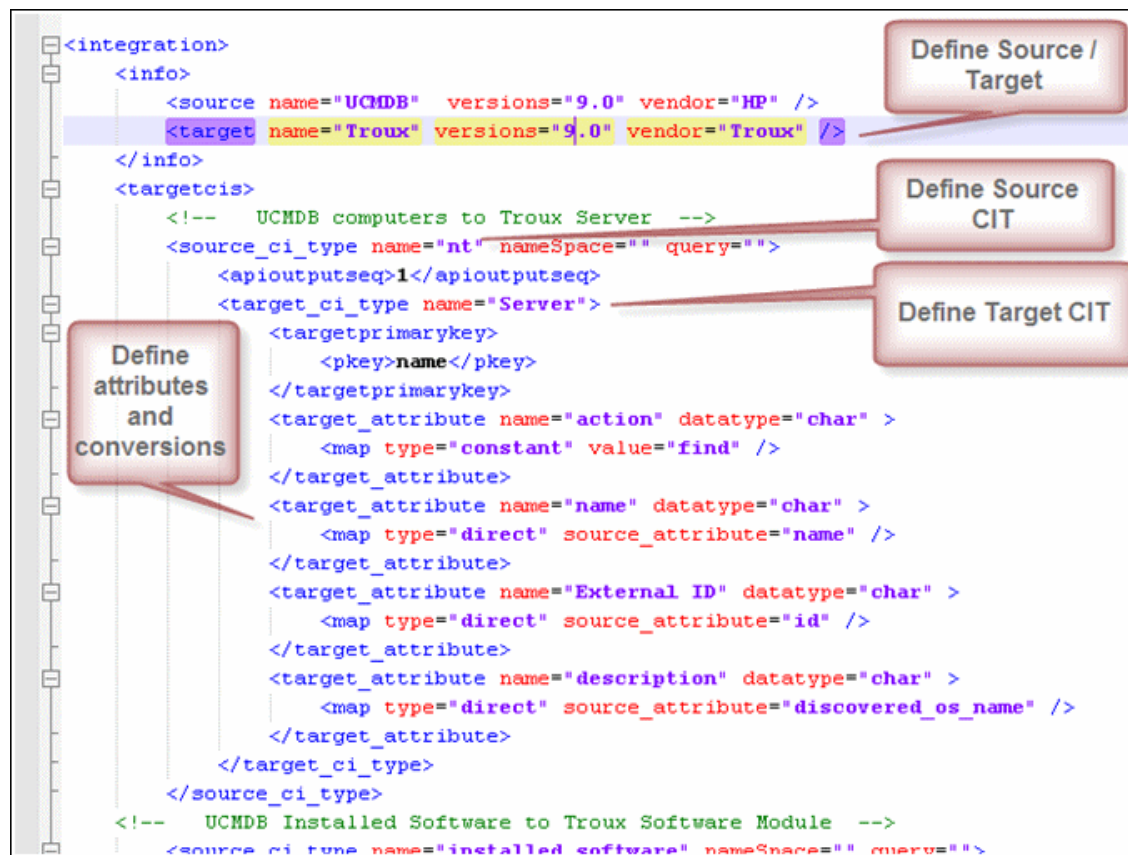 <integration>
<info>
<source name="UCMDB" versions="9.0" vendor="HP" />
<target name="Troux" versions="9.0" vendor="Troux" />
</info>
<targetcis>
<!-- UCMDB computers to Troux Server -->
<source_ci_type name="nt" nameSpace="" query="">
<apioutputseq>1</apioutputseq>
<target_ci_type name="Server">
<targetprimarykey>
<pkey>name</pkey>
</targetprimarykey>
<target_attribute name="action" datatype="char" >
<map type="constant" value="find" />
</target_attribute>
<target_attribute name="name" datatype="char" >
<map type="direct" source_attribute="name" />
</target_attribute>
<target_attribute name="External ID" datatype="char" >
<map type="direct" source_attribute="id" />
</target_attribute>
<target_attribute name="description" datatype="char" >
<map type="direct" source_attribute="discovered_os_name" />
</target_attribute>
</target_ci_type>
</source_ci_type>
<!-- UCMDB Installed Software to Troux Software Module -->
<source_ci_type name="installed_software" nameSpace="" query="">
Define Source /
Target
Define Source
CIT
Define Target CIT
Define
attributes
and
conversions